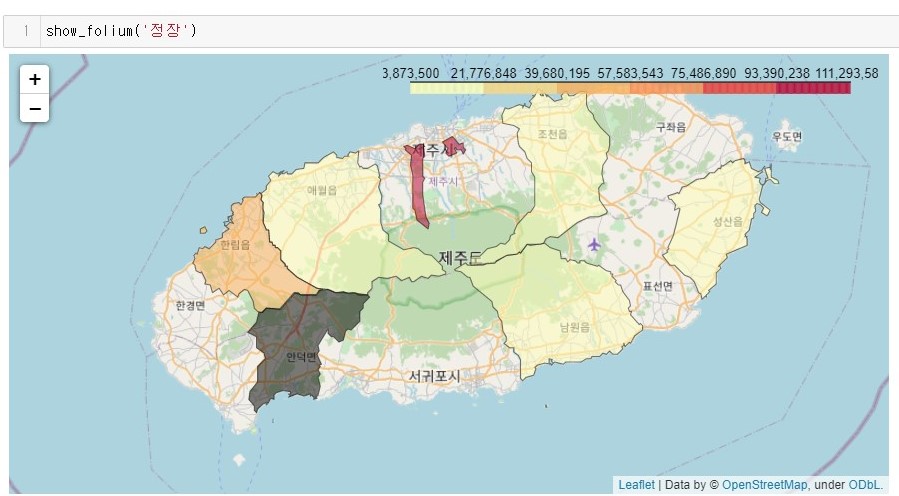 1 show_folium('정장')
+
−
3,873,500 21,776,848 39,680,195 57,583,543 75,486,890 93,390,238 111,293,58
구좌읍
우도면
조천읍
제주시
제주시
애월읍
성산읍
한림읍
제주도
표선면
한경면
남원읍
안덕면
서귀포시
Leaflet | Data by © OpenStreetMap, under ODbL.